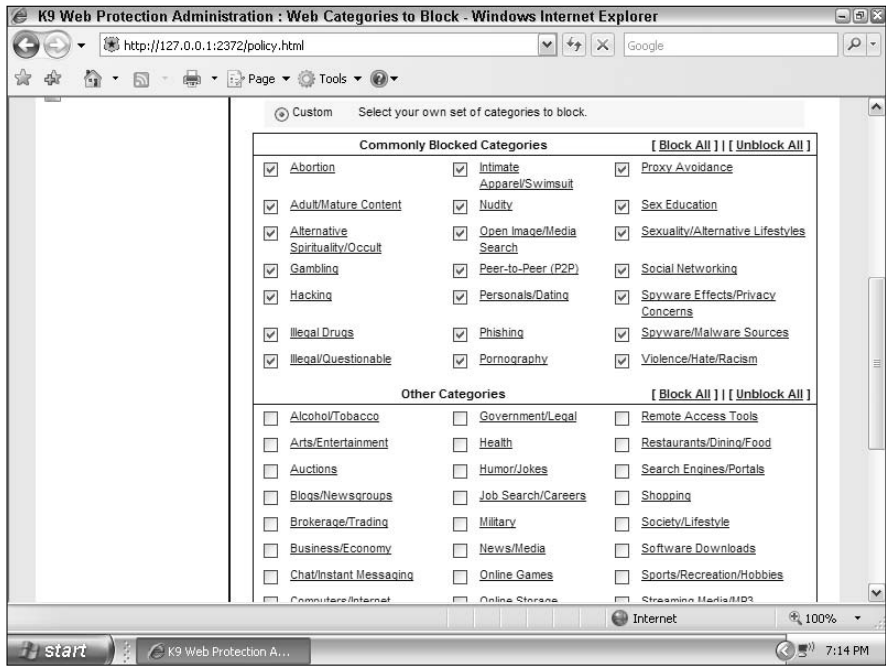 K9 Web Protection Administration : Web Categories to Block - Windows Internet Explorer
http://127.0.0.1:2372/policy.html
Google
Page
Tools
Custom Select your own set of categories to block.
Commonly Blocked Categories [ Block All ] | [ Unblock All ]
Abortion
Intimate
Apparel/Swimsuit
Proxy Avoidance
Adult/Mature Content
Nudity
Sex Education
Alternative
Spirituality/Occult
Open Image/Media
Search
Sexuality/Alternative Lifestyles
Gambling
Peer-to-Peer (P2P)
Social Networking
Hacking
Personals/Dating
Spyware Effects/Privacy
Concerns
Illegal Drugs
Phishing
Spyware/Malware Sources
Illegal/Questionable
Pornography
Violence/Hate/Racism
Other Categories [ Block All ] | [ Unblock All ]
Alcohol/Tobacco
Government/Legal
Remote Access Tools
Arts/Entertainment
Health
Restaurants/Dining/Food
Auctions
Humor/Jokes
Search Engines/Portals
Blogs/Newsgroups
Job Search/Careers
Shopping
Brokerage/Trading
Military
Society/Lifestyle
Business/Economy
News/Media
Software Downloads
Chat/Instant Messaging
Online Games
Sports/Recreation/Hobbies
Computers/Internet
Online Storage
Streaming Media/MP3
Internet
100%
start
K9 Web Protection A...
7:14 PM